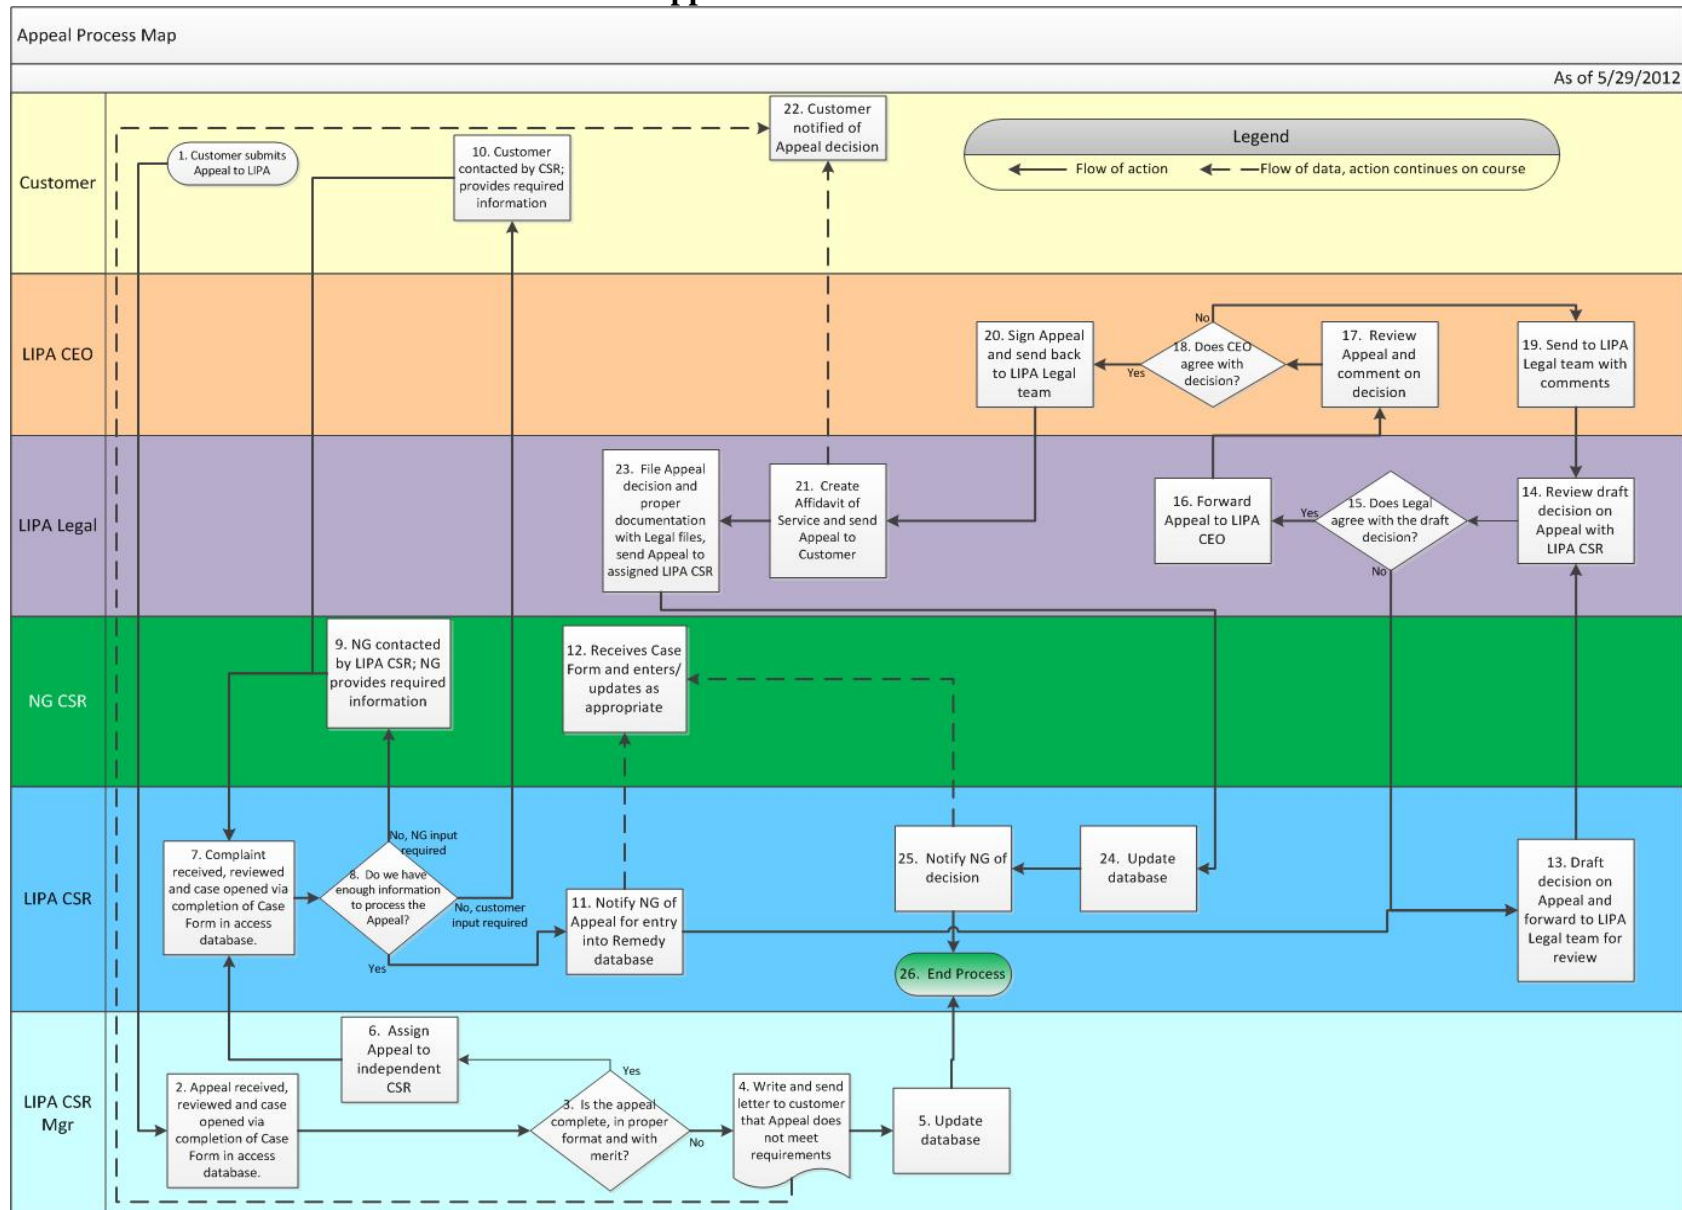 pp
Appeal Process Map
As of 5/29/2012
Customer
1. Customer submits
Appeal to LIPA
10. Customer
contacted by CSR;
provides required
information
22. Customer
notified of
Appeal decision
Legend
Flow of action
Flow of data, action continues on course
LIPA CEO
20. Sign Appeal
and send back
to LIPA Legal
team
No
18. Does CEO
agree with
decision?
Yes
17. Review
Appeal and
comment on
decision
19. Send to LIPA
Legal team with
comments
LIPA Legal
23. File Appeal
decision and
proper
documentation
with Legal files,
send Appeal to
assigned LIPA CSR
21. Create
Affidavit of
Service and send
Appeal to
Customer
16. Forward
Appeal to LIPA
CEO
Yes
15. Does Legal
agree with the draft
decision?
No
14. Review draft
decision on
Appeal with
LIPA CSR
NG CSR
9. NG contacted
by LIPA CSR; NG
provides required
information
12. Receives Case
Form and enters/
updates as
appropriate
LIPA CSR
7. Complaint
received, reviewed
and case opened via
completion of Case
Form in access
database.
No, NG input
required
8. Do we have
enough information
to process the
Appeal?
No, customer
input required
Yes
11. Notify NG of
Appeal for entry
into Remedy
database
25. Notify NG of
decision
24. Update
database
13. Draft
decision on
Appeal and
forward to LIPA
Legal team for
review
26. End Process
LIPA CSR
Mgr
6. Assign
Appeal to
independent
CSR
2. Appeal received,
reviewed and case
opened via
completion of Case
Form in access
database.
Yes
3. Is the appeal
complete, in proper
format and with
merit?
No
4. Write and send
letter to customer
that Appeal does
not meet
requirements
5. Update
database